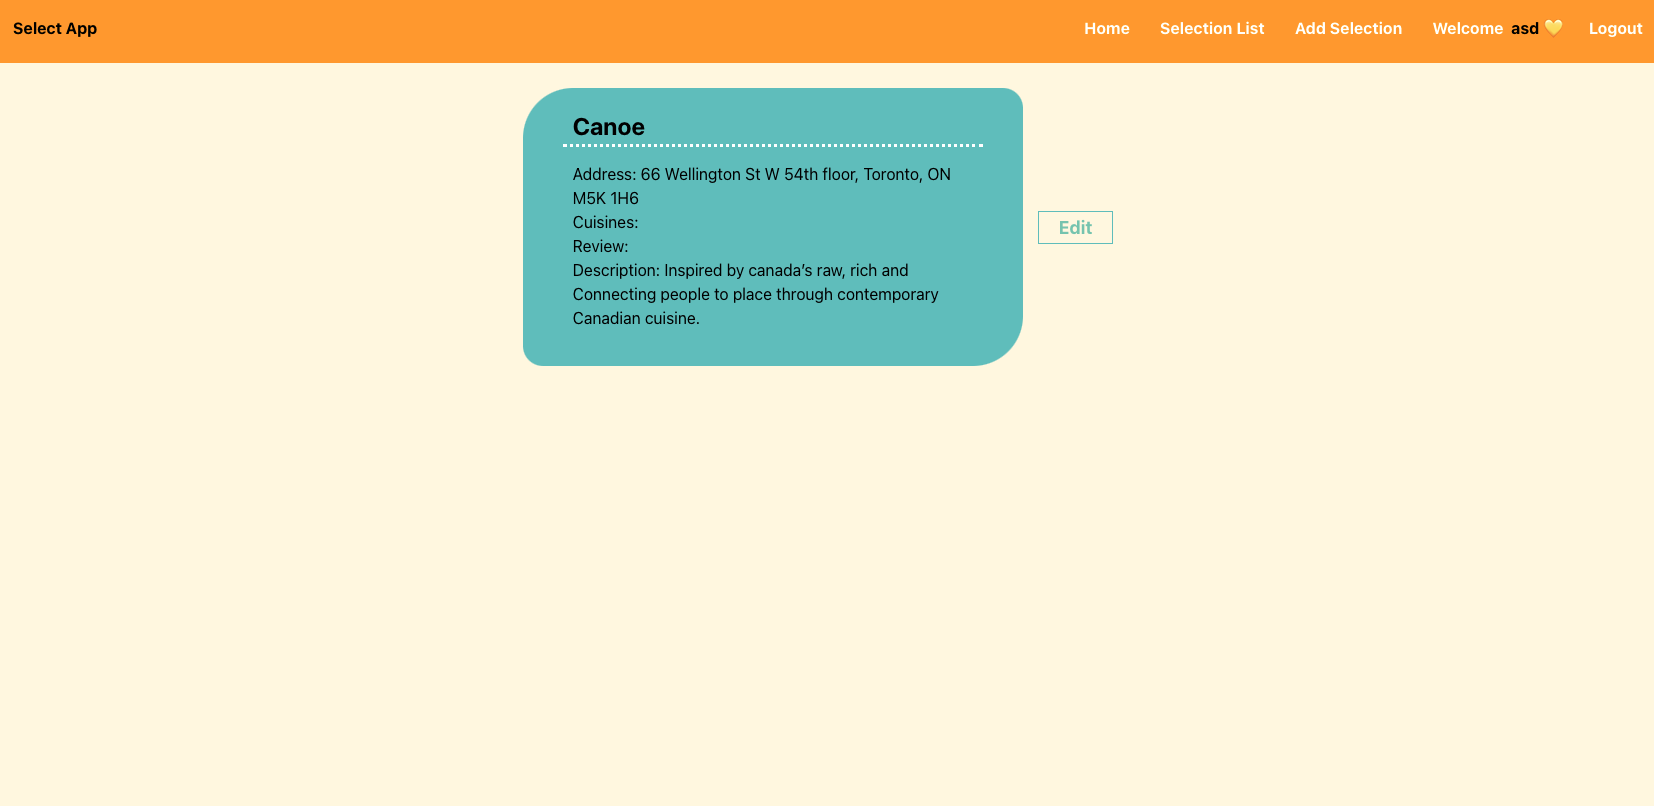 Select App
Home Selection List Add Selection Welcome asd 💛 Logout
Canoe
Address: 66 Wellington St W 54th floor, Toronto, ON
M5K 1H6
Cuisines:
Review:
Description: Inspired by canada’s raw, rich and
Connecting people to place through contemporary
Canadian cuisine.
Edit